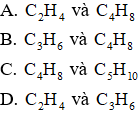 A. C₂H₄ và C₄H₈
B. C₃H₆ và C₄H₈
C. C₄H₈ và C₅H₁₀
D. C₂H₄ và C₃H₆